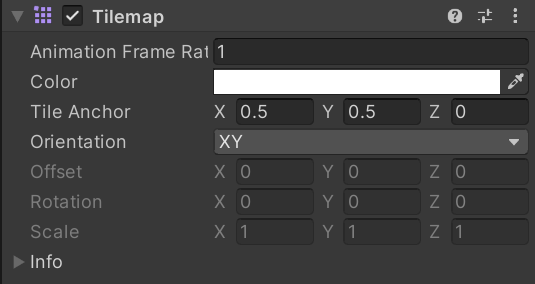 Tilemap
Animation Frame Rat 1
Color
Tile Anchor X 0.5 Y 0.5 Z 0
Orientation XY
Offset X 0 Y 0 Z 0
Rotation X 0 Y 0 Z 0
Scale X 1 Y 1 Z 1
Info